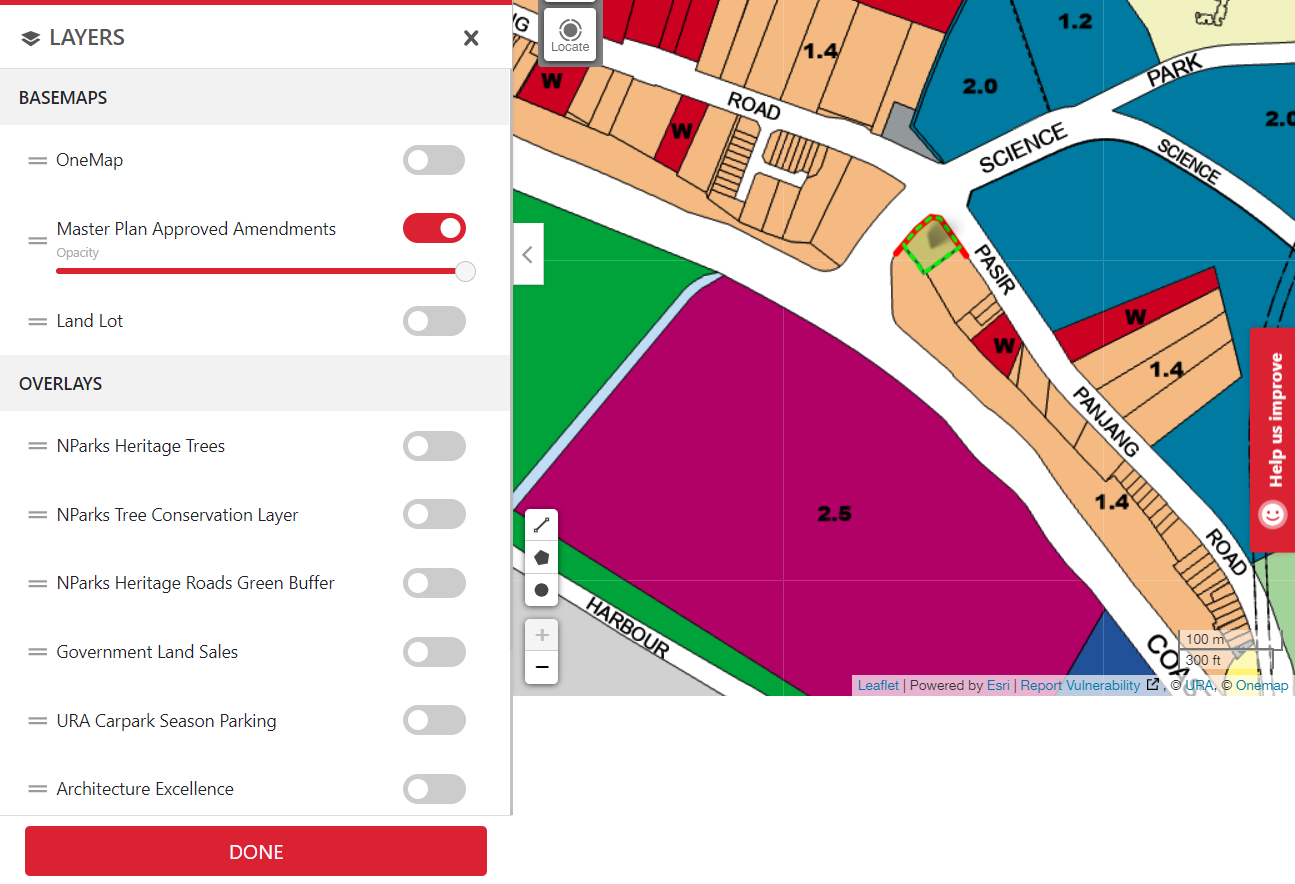 LAYERS
BASEMAPS
OneMap
Master Plan Approved Amendments
Opacity
Land Lot
OVERLAYS
NParks Heritage Trees
NParks Tree Conservation Layer
NParks Heritage Roads Green Buffer
Government Land Sales
URA Carpark Season Parking
Architecture Excellence
DONE
NG
Locate
1.4
1.2
2.0
PARK
2.0
W
ROAD
W
SCIENCE
SCIENCE
PASIR
W
W
1.4
PANJANG
2.5
1.4
ROAD
HARBOUR
COA
Help us improve
100 m
300 ft
Leaflet | Powered by Esri | Report Vulnerability , © URA, © Onemap